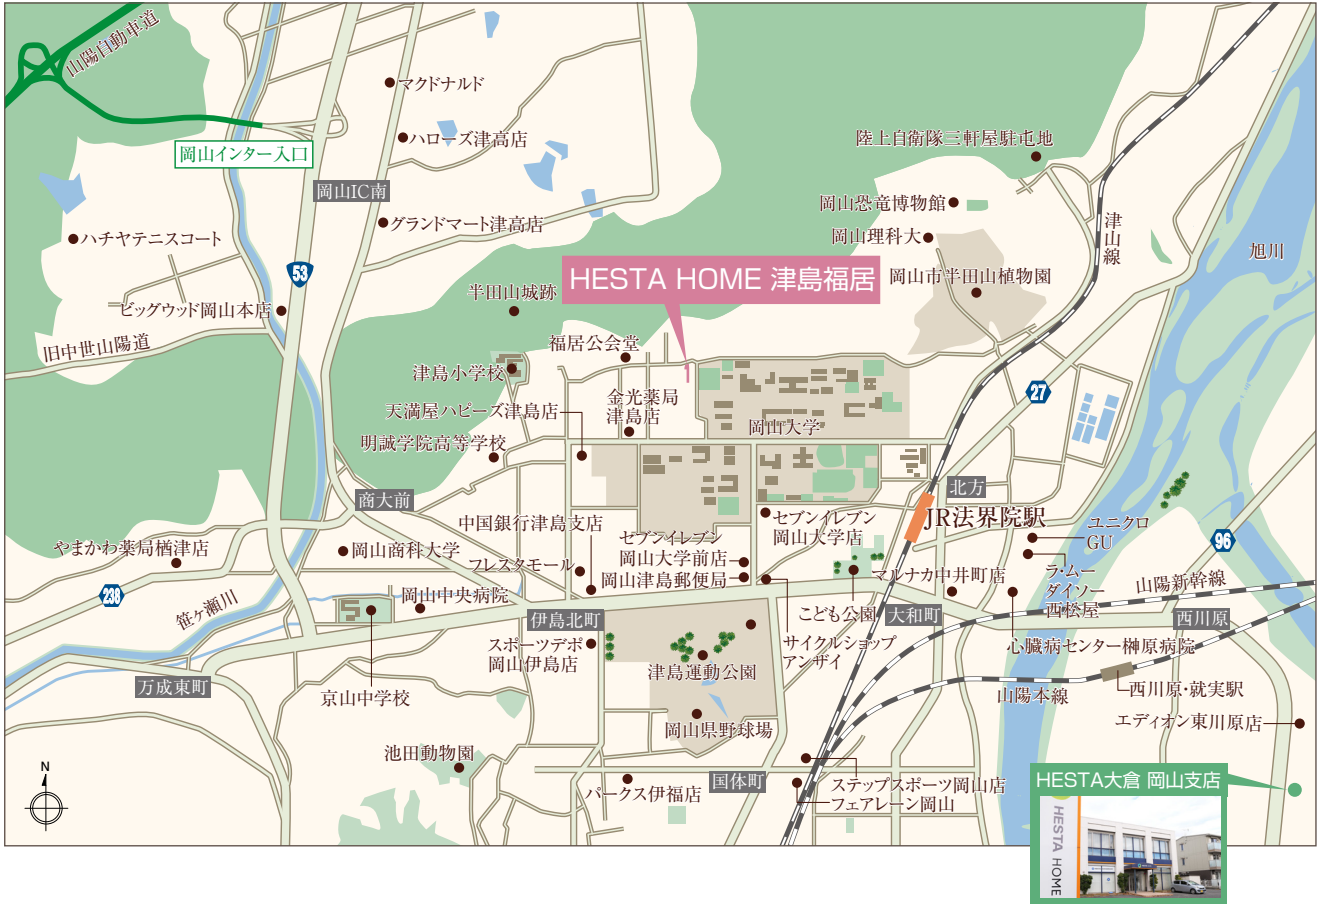 山陽自動車道
マクドナルド
ハローズ津高店
岡山インター入口
岡山IC南
陸上自衛隊三軒屋駐屯地
岡山恐竜博物館
岡山理科大
津山線
旭川
グランドマート津高店
ハチヤテニスコート
53
HESTA HOME 津島福居
岡山市半田山植物園
半田山城跡
ビッグウッド岡山本店
旧中世山陽道
福居公会堂
津島小学校
金光薬局
津島店
27
天満屋ハピーズ津島店
岡山大学
明誠学院高等学校
商大前
北方
中国銀行津島支店
セブンイレブン
岡山大学店
JR法界院駅
ユニクロ
GU
96
やまかわ薬局楢津店
岡山商科大学
セブンイレブン
岡山大学前店
フレスタモール
岡山津島郵便局
マルナカ中井町店
ラ・ムー
ダイソー
西松屋
山陽新幹線
238
笹ヶ瀬川
岡山中央病院
伊島北町
こども公園
大和町
西川原
スポーツデポ
岡山伊島店
サイクルショップ
アンザイ
心臓病センター榊原病院
津島運動公園
万成東町
京山中学校
山陽本線
西川原・就実駅
岡山県野球場
エディオン東川原店
池田動物園
国体町
パークス伊福店
ステップスポーツ岡山店
フェアレーン岡山
HESTA大倉 岡山支店
N
HESTA HOME